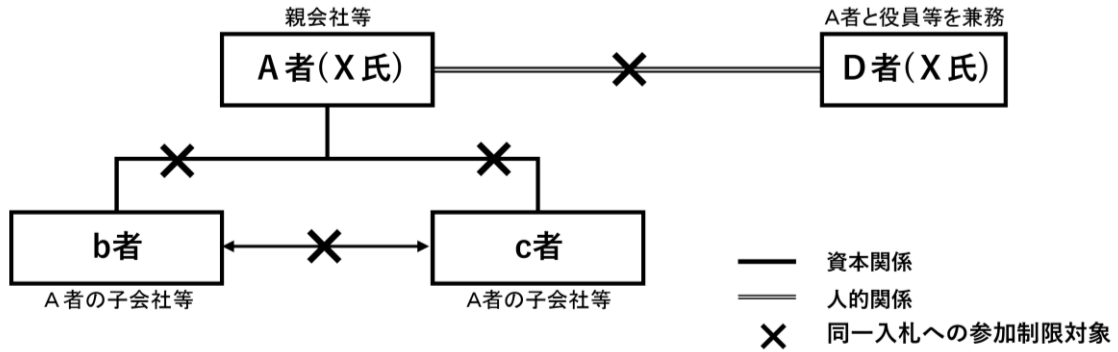 親会社等
A者と役員等を兼務
A者(X氏)
D者(X氏)
b者
c者
A者の子会社等
A者の子会社等
資本関係
人的関係
同一入札への参加制限対象